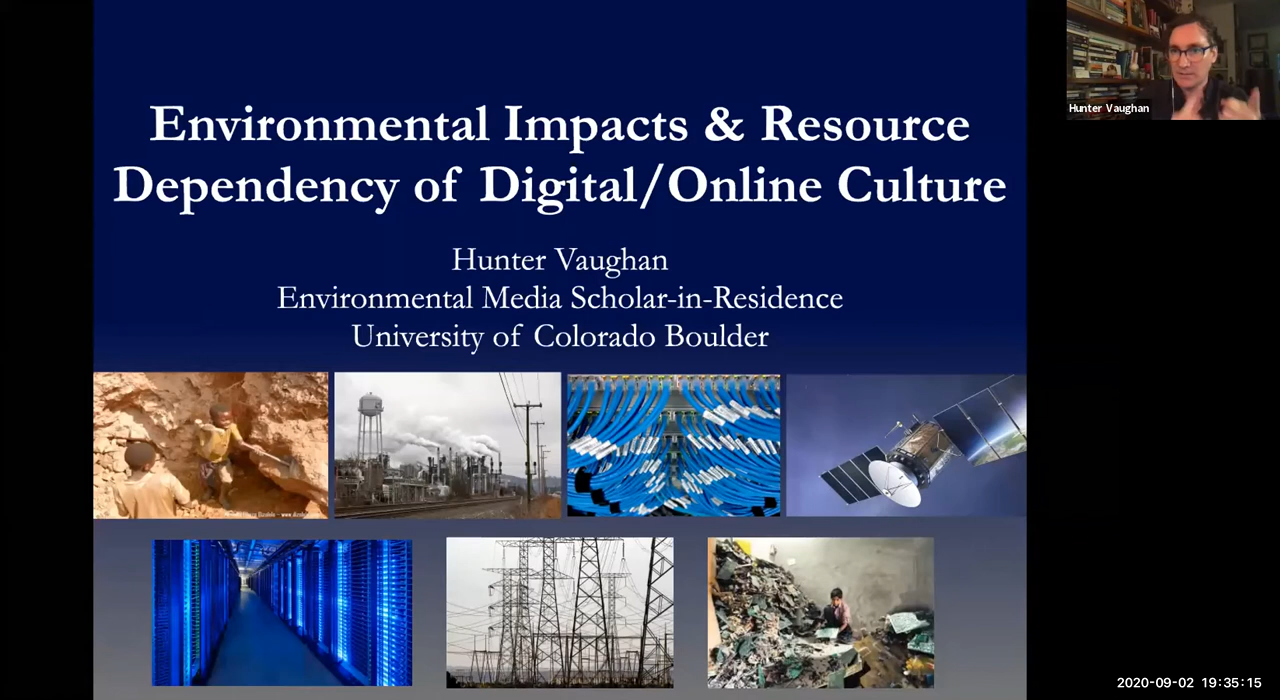 Environmental Impacts & Resource
Dependency of Digital/Online Culture
Hunter Vaughan
Environmental Media Scholar-in-Residence
University of Colorado Boulder
Hunter Vaughan
2020-09-02 19:35:15